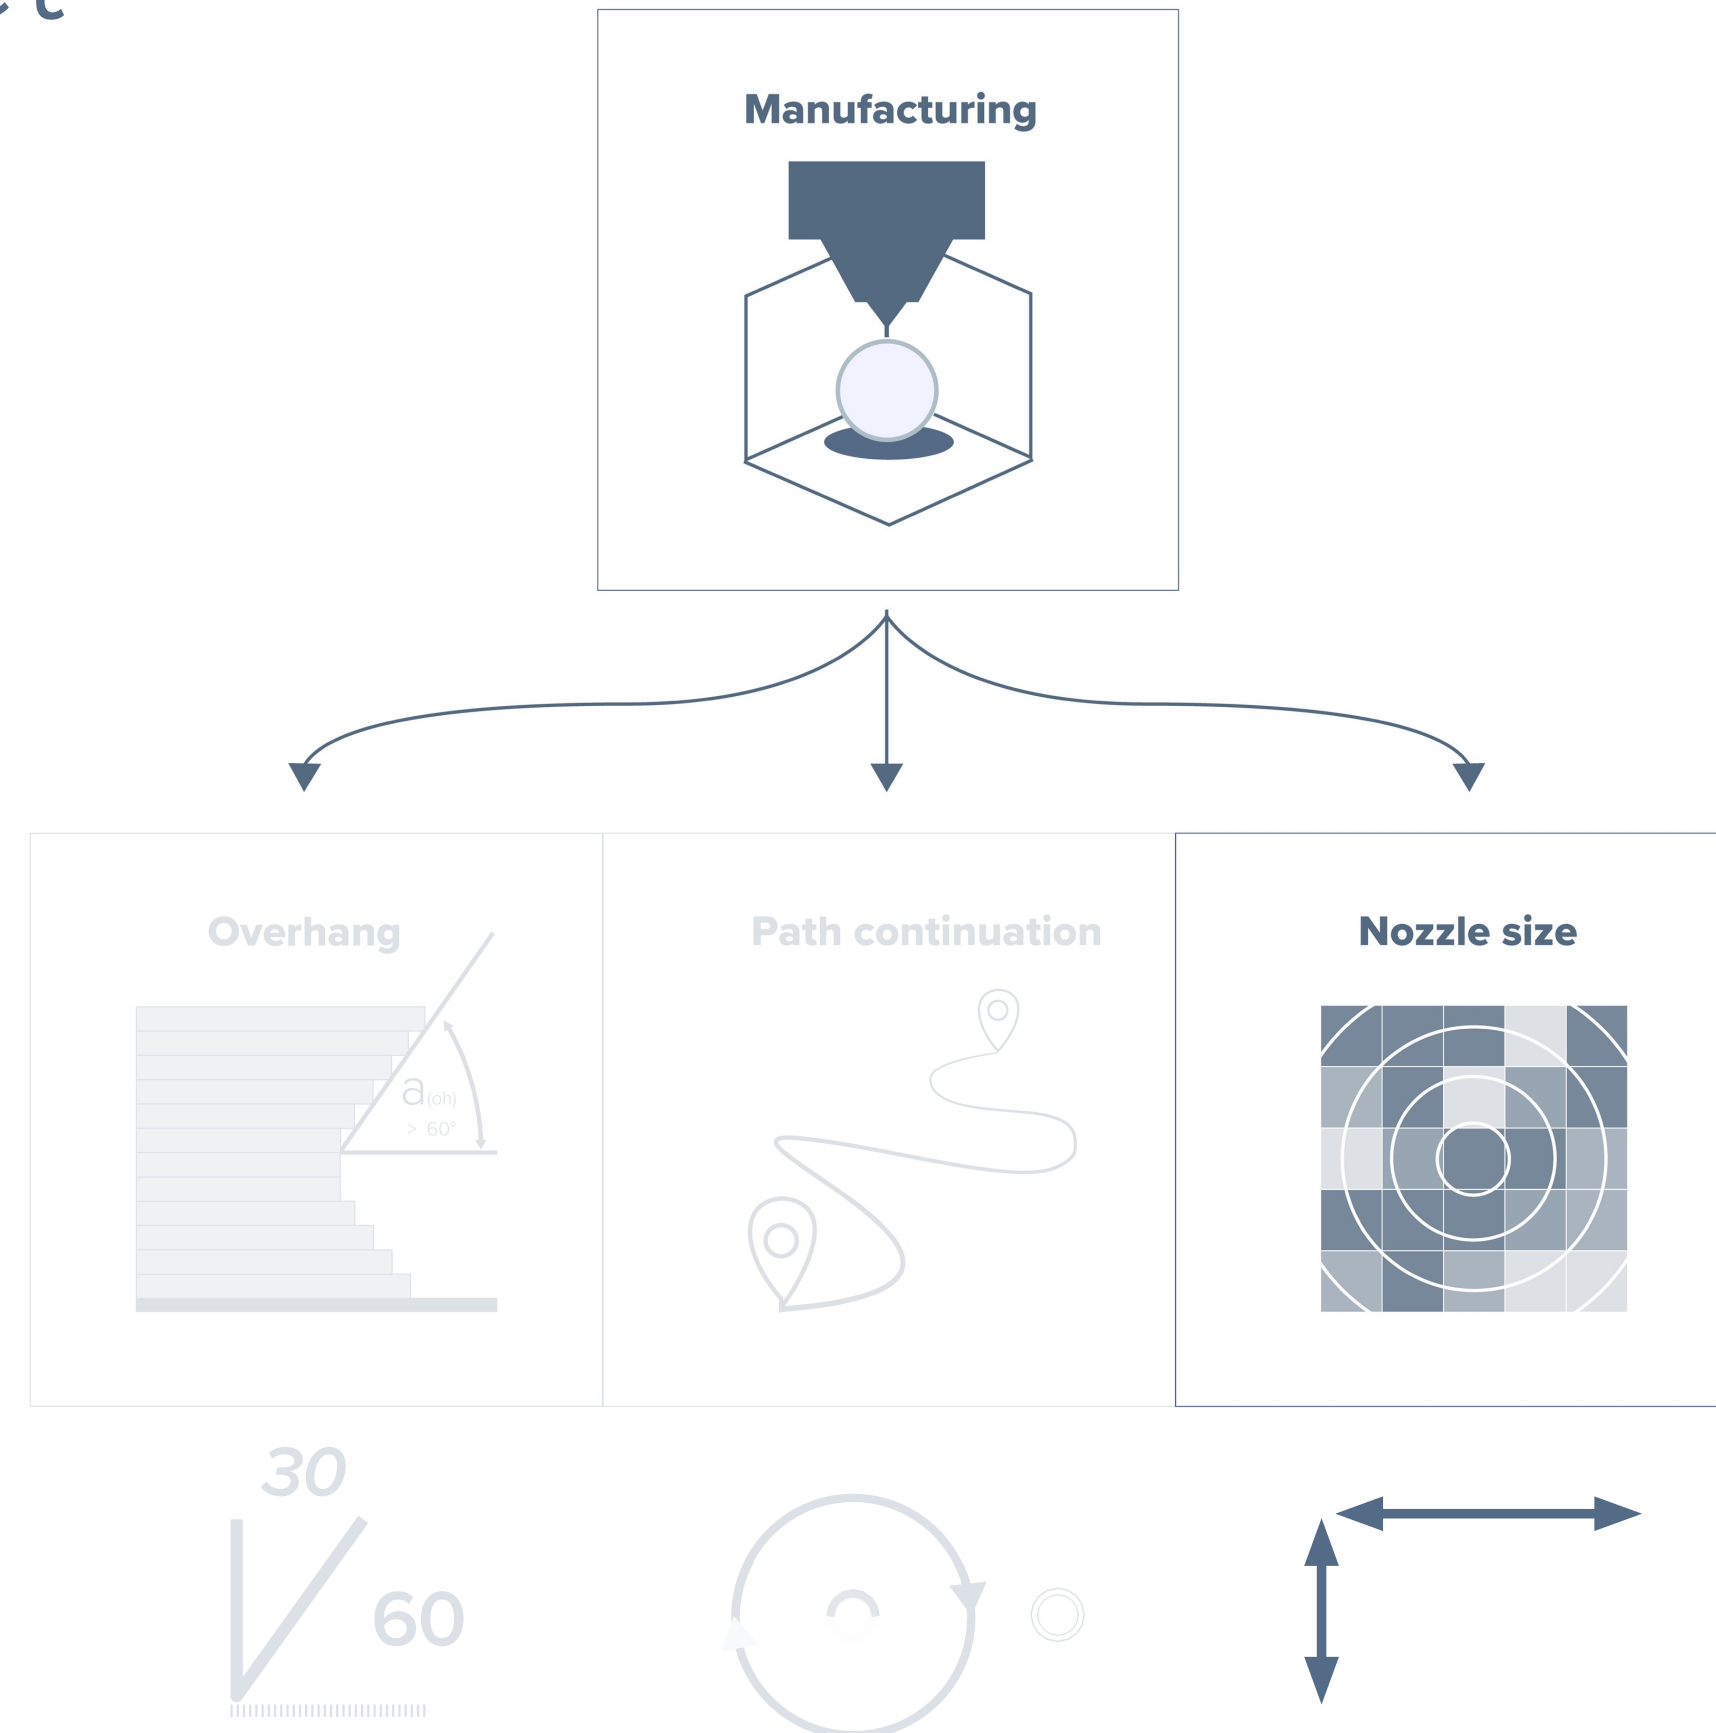 Manufacturing
Overhang
Path continuation
Nozzle size
a(oh)
> 60°
30
60